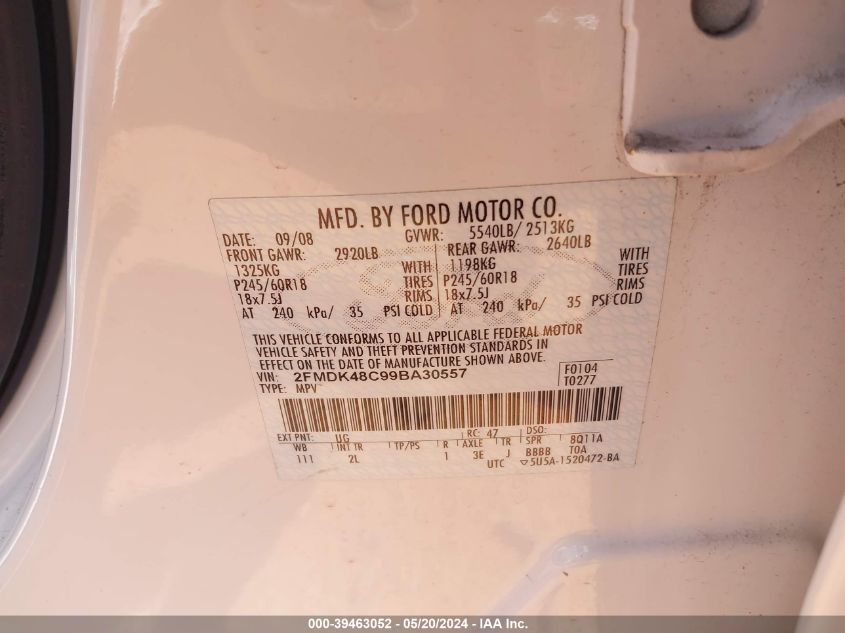 MFD. BY FORD MOTOR CO.
DATE: 09/08 GVWR: 5540LB/ 2513KG
FRONT GAWR: 2920LB REAR GAWR: 2640LB
1325KG WITH 1198KG WITH
P245/60R18 TIRES P245/60R18 TIRES
18x7.5J RIMS 18x7.5J RIMS
AT 240 kPa/ 35 PSI COLD AT 240 kPa/ 35 PSI COLD
THIS VEHICLE CONFORMS TO ALL APPLICABLE FEDERAL MOTOR
VEHICLE SAFETY AND THEFT PREVENTION STANDARDS IN
EFFECT ON THE DATE OF MANUFACTURE SHOWN ABOVE.
VIN: 2FMDK48C99BA30557 F0104
TYPE: MPV T0277
EXT PNT: UG RC: 47 DSO:
WB INT TR TP/PS R AXLE TR SPR 8Q11A
111 2L 1 3E J BBBB TOA
UTC ▽5U5A-1520472-BA
000-39463052 - 05/20/2024 - IAA Inc.